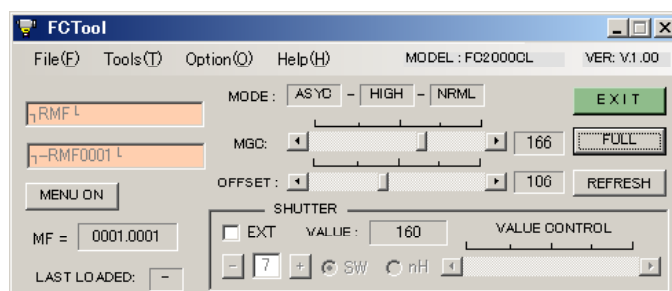 FCTool
File(F) Tools(T) Option(O) Help(H) MODEL : FC2000CL VER: V.1.00
MODE : ASYC - HIGH - NRML EXIT
┐RMF└
MGC: 166 FULL
┐-RMF0001└
OFFSET : 106 REFRESH
MENU ON
SHUTTER
MF = 0001.0001 EXT VALUE : 160 VALUE CONTROL
LAST LOADED: - - 7 + SW nH